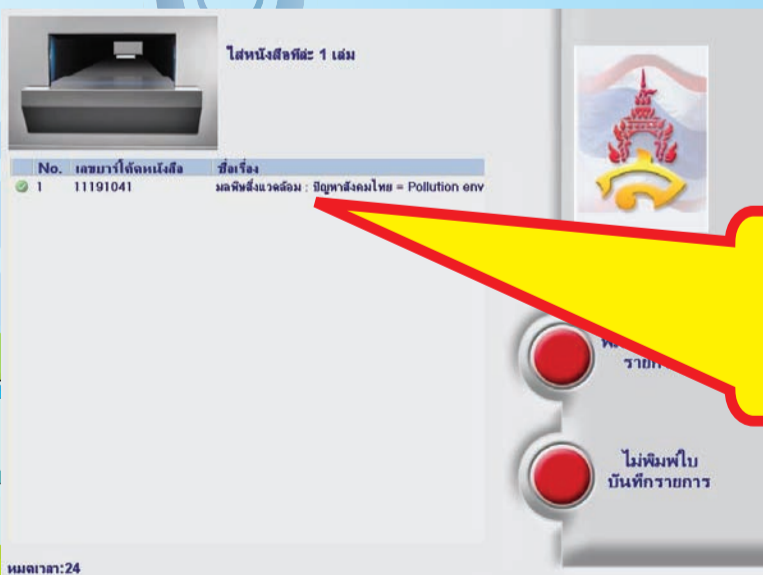 ใส่หนังสือทีละ 1 เล่ม
No. เลขบาร์โค้ดหนังสือ ชื่อเรื่อง
1 11191041 มลพิษสิ่งแวดล้อม : ปัญหาสังคมไทย = Pollution env
ไม่พิมพ์ใบ
บันทึกรายการ
หมดเวลา:24